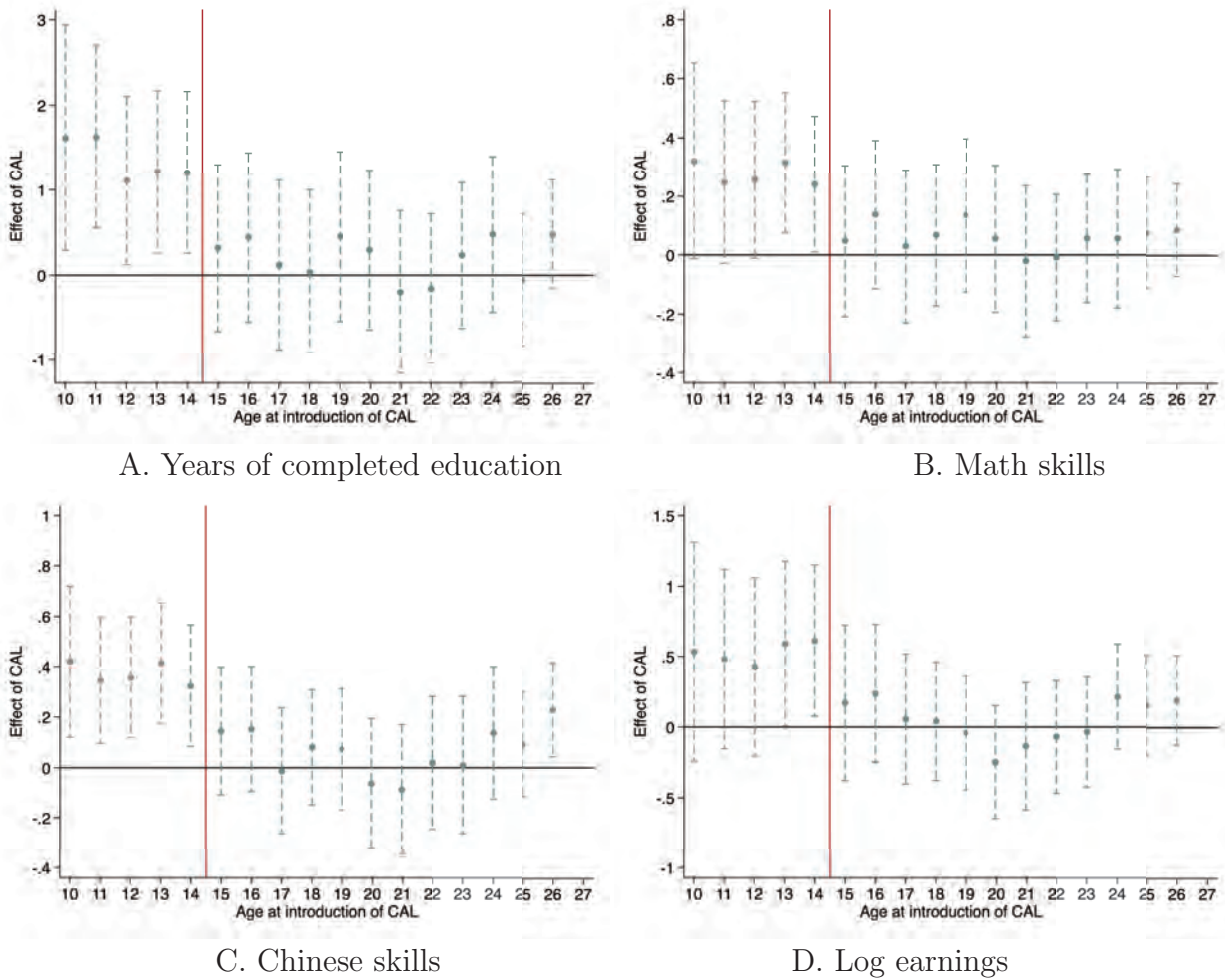 3
2
1
0
-1
Effect of CAL
10 11 12 13 14 15 16 17 18 19 20 21 22 23 24 25 26 27
Age at introduction of CAL
A. Years of completed education
.8
.6
.4
.2
0
-.2
-.4
Effect of CAL
10 11 12 13 14 15 16 17 18 19 20 21 22 23 24 25 26 27
Age at introduction of CAL
B. Math skills
1
.8
.6
.4
.2
0
-.2
-.4
Effect of CAL
10 11 12 13 14 15 16 17 18 19 20 21 22 23 24 25 26 27
Age at introduction of CAL
C. Chinese skills
1.5
1
.5
0
-.5
-1
Effect of CAL
10 11 12 13 14 15 16 17 18 19 20 21 22 23 24 25 26 27
Age at introduction of CAL
D. Log earnings